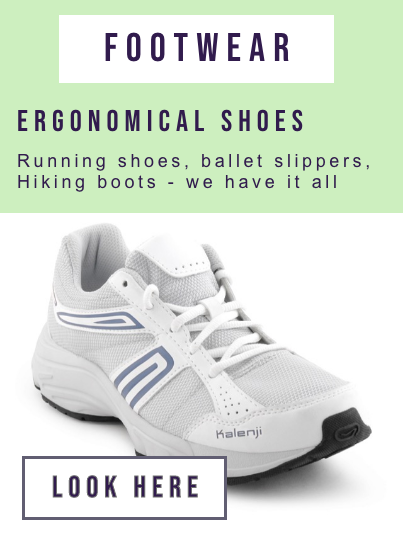 FOOTWEAR
ERGONOMICAL SHOES
Running shoes, ballet slippers,
Hiking boots - we have it all
Kalenji
LOOK HERE